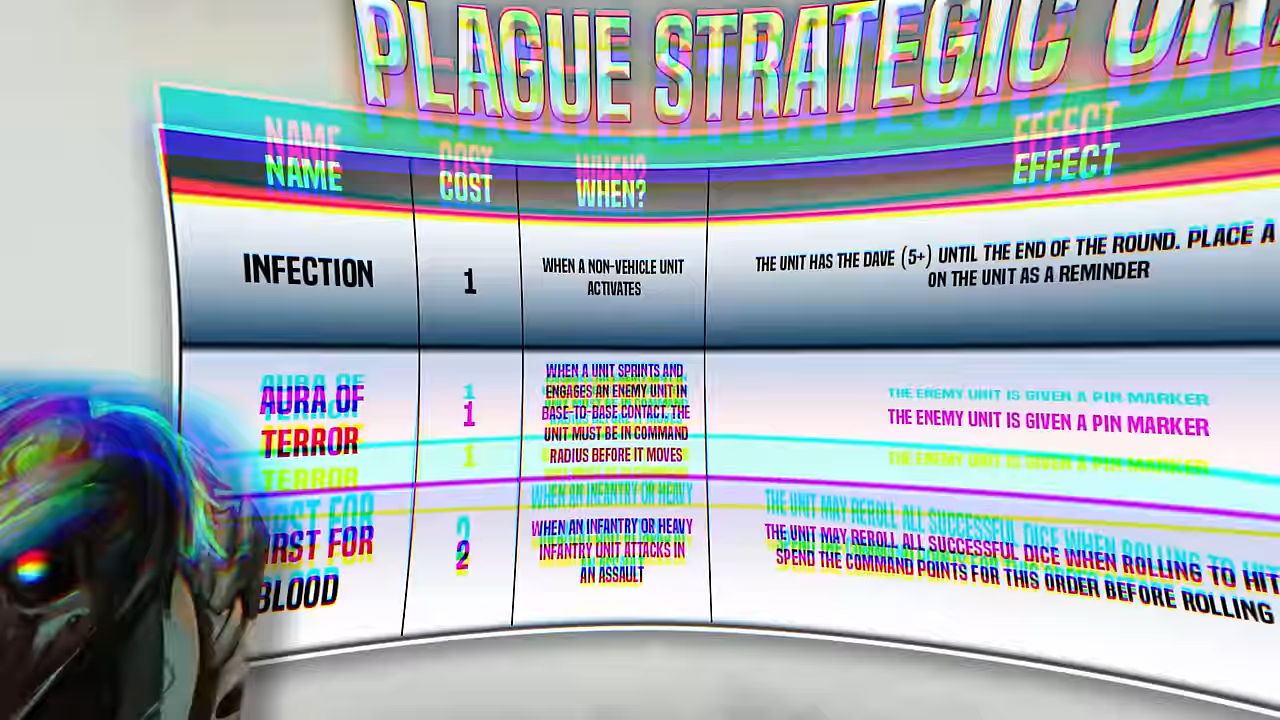 PLAGUE STRATEGIC
NAME COST WHEN? EFFECT
INFECTION
1
WHEN A NON-VEHICLE UNIT
ACTIVATES
THE UNIT HAS THE DAVE (5+) UNTIL THE END OF THE ROUND. PLACE A
ON THE UNIT AS A REMINDER
AURA OF
TERROR
1
WHEN A UNIT SPRINTS AND
ENGAGES AN ENEMY UNIT IN
BASE-TO-BASE CONTACT. THE
UNIT MUST BE IN COMMAND
RADIUS BEFORE IT MOVES
THE ENEMY UNIT IS GIVEN A PIN MARKER
FOR
BLOOD
2
WHEN AN INFANTRY OR HEAVY
INFANTRY UNIT ATTACKS IN
AN ASSAULT
THE UNIT MAY REROLL ALL SUCCESSFUL DICE WHEN ROLLING TO HIT
SPEND THE COMMAND POINTS FOR THIS ORDER BEFORE ROLLING